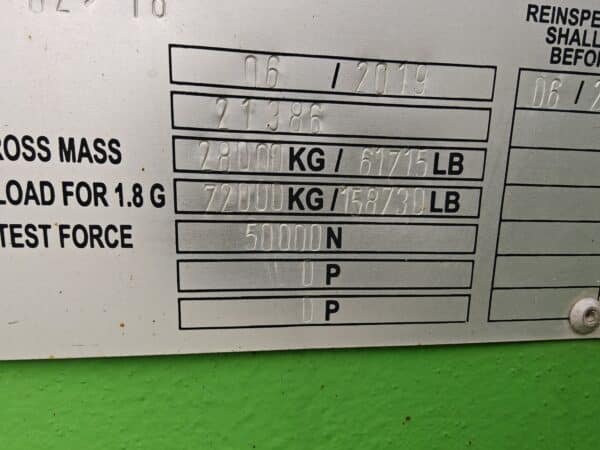 REINSPE
SHALL
BEFOR
06 / 2019
06 / 2
21386
ROSS MASS 28000 KG / 61715 LB
LOAD FOR 1.8 G 72000 KG / 158730 LB
TEST FORCE 50000 N
0 P
0 P